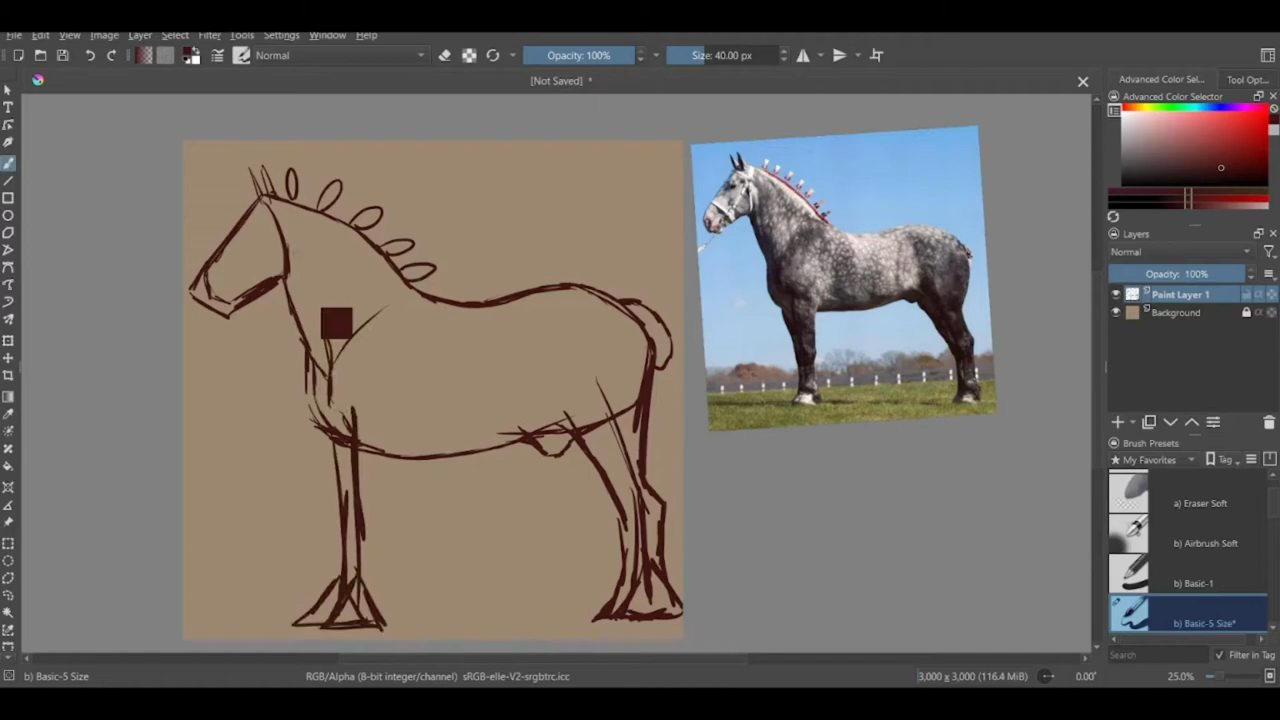 File Edit View Image Layer Select Filter Tools Settings Window Help
Normal Opacity: 100% Size: 40.00 px
[Not Saved] *
Advanced Color Sel... Tool Opt...
Advanced Color Selector
Layers
Normal
Opacity: 100%
Paint Layer 1
Background
Brush Presets
My Favorites Tag
a) Eraser Soft
b) Airbrush Soft
b) Basic-1
b) Basic-5 Size*
Search Filter in Tag
b) Basic-5 Size RGB/Alpha (8-bit integer/channel) sRGB-elle-V2-srgbtrc.icc 3,000 x 3,000 (116.4 MiB) 0.00° 25.0%